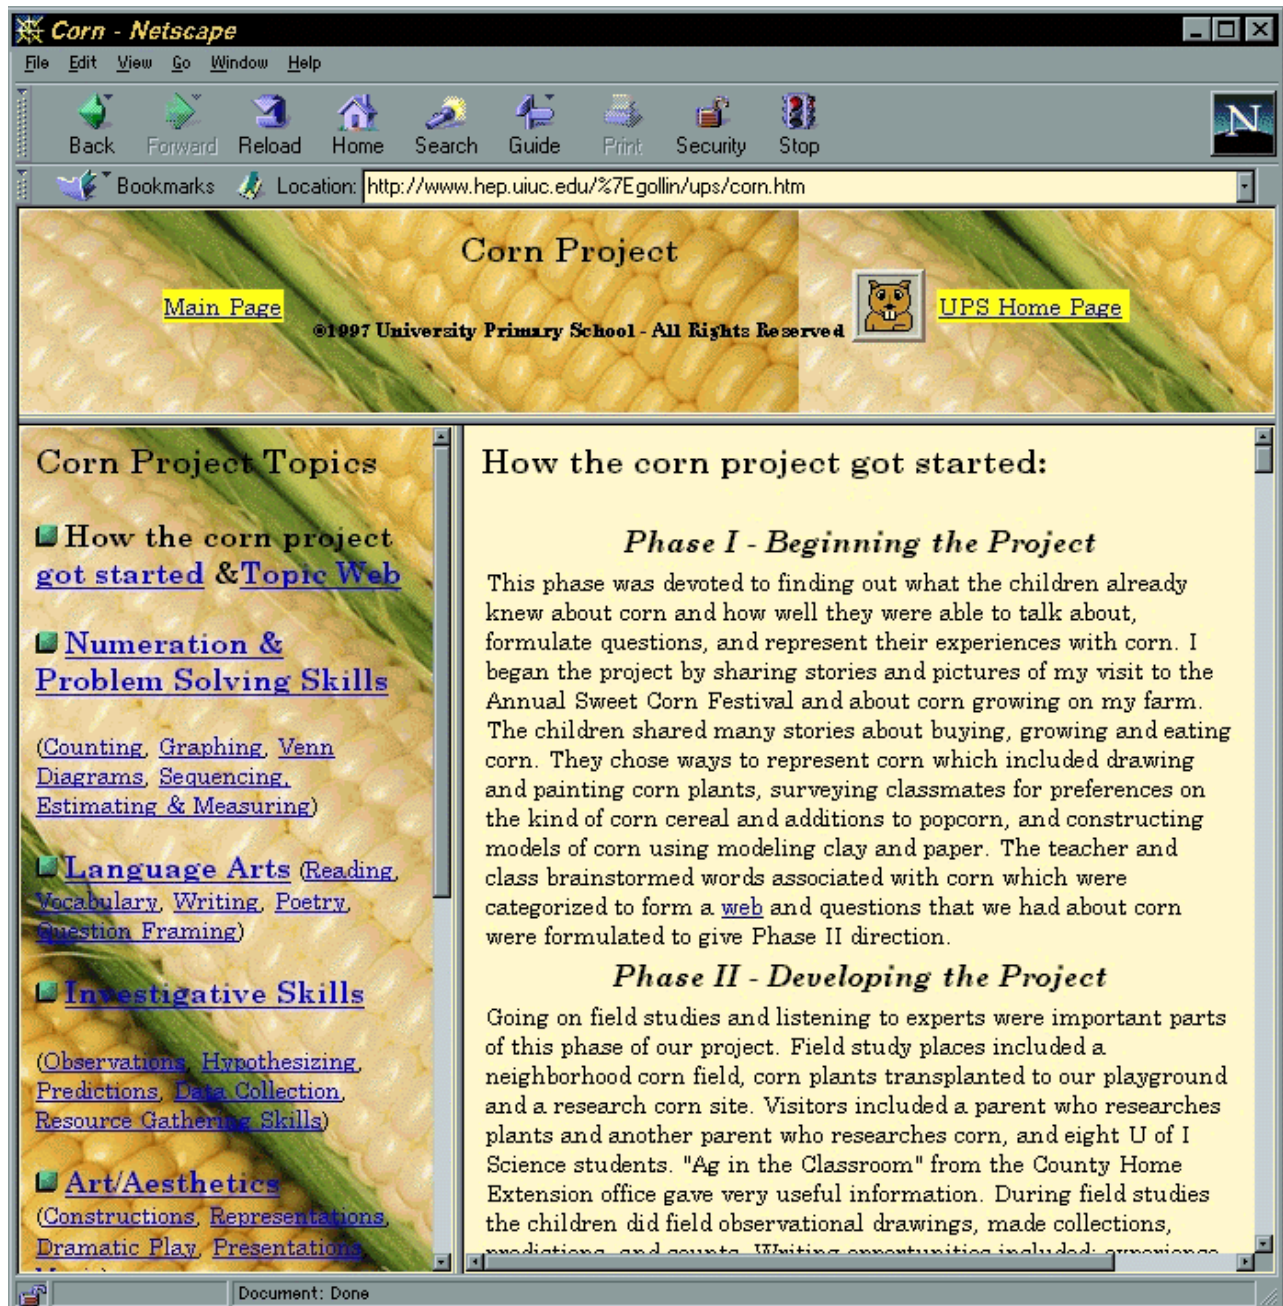 Corn - Netscape
File Edit View Go Window Help
Back Forward Reload Home Search Guide Print Security Stop
N
Bookmarks Location: http://www.hep.uiuc.edu/%7Egollin/ups/corn.htm
Corn Project
Main Page
©1997 University Primary School - All Rights Reserved
UPS Home Page
Corn Project Topics
How the corn project
got started &Topic Web
Numeration &
Problem Solving Skills
(Counting, Graphing, Venn
Diagrams, Sequencing,
Estimating & Measuring)
Language Arts (Reading,
Vocabulary, Writing, Poetry,
Question Framing)
Investigative Skills
(Observations, Hypothesizing,
Predictions, Data Collection,
Resource Gathering Skills)
Art/Aesthetics
(Constructions, Representations,
Dramatic Play, Presentations,
How the corn project got started:
Phase I - Beginning the Project
This phase was devoted to finding out what the children already
knew about corn and how well they were able to talk about,
formulate questions, and represent their experiences with corn. I
began the project by sharing stories and pictures of my visit to the
Annual Sweet Corn Festival and about corn growing on my farm.
The children shared many stories about buying, growing and eating
corn. They chose ways to represent corn which included drawing
and painting corn plants, surveying classmates for preferences on
the kind of corn cereal and additions to popcorn, and constructing
models of corn using modeling clay and paper. The teacher and
class brainstormed words associated with corn which were
categorized to form a web and questions that we had about corn
were formulated to give Phase II direction.
Phase II - Developing the Project
Going on field studies and listening to experts were important parts
of this phase of our project. Field study places included a
neighborhood corn field, corn plants transplanted to our playground
and a research corn site. Visitors included a parent who researches
plants and another parent who researches corn, and eight U of I
Science students. "Ag in the Classroom" from the County Home
Extension office gave very useful information. During field studies
the children did field observational drawings, made collections,
predictions, and counts. Writing opportunities included: experience
Document: Done